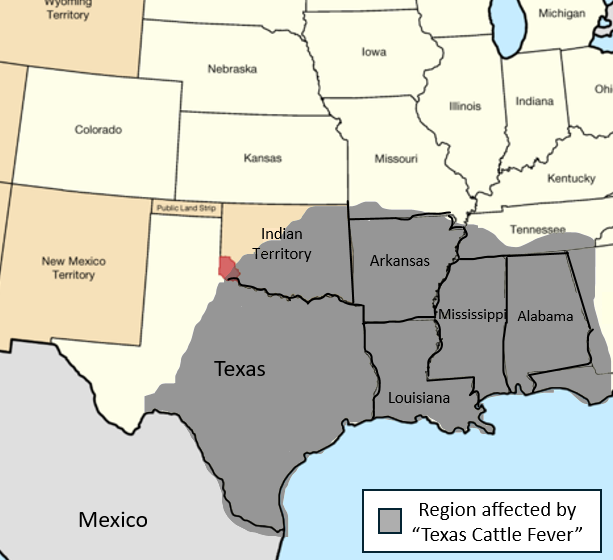 Wyoming
Territory
Michigan
Nebraska
Iowa
Ohi
Illinois
Indiana
Colorado
Kansas
Missouri
Kentucky
Public Land Strip
Tennessee
Indian
Territory
New Mexico
Territory
Arkansas
Mississippi
Alabama
Texas
Louisiana
Mexico
Region affected by
“Texas Cattle Fever”